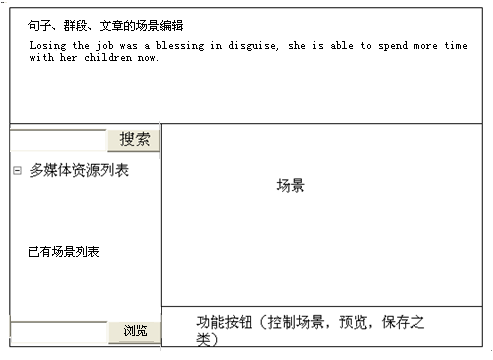 句子、群段、文章的场景编辑
Losing the job was a blessing in disguise, she is able to spend more time
with her children now.
搜索
多媒体资源列表
场景
已有场景列表
浏览
功能按钮（控制场景，预览，保存之
类）